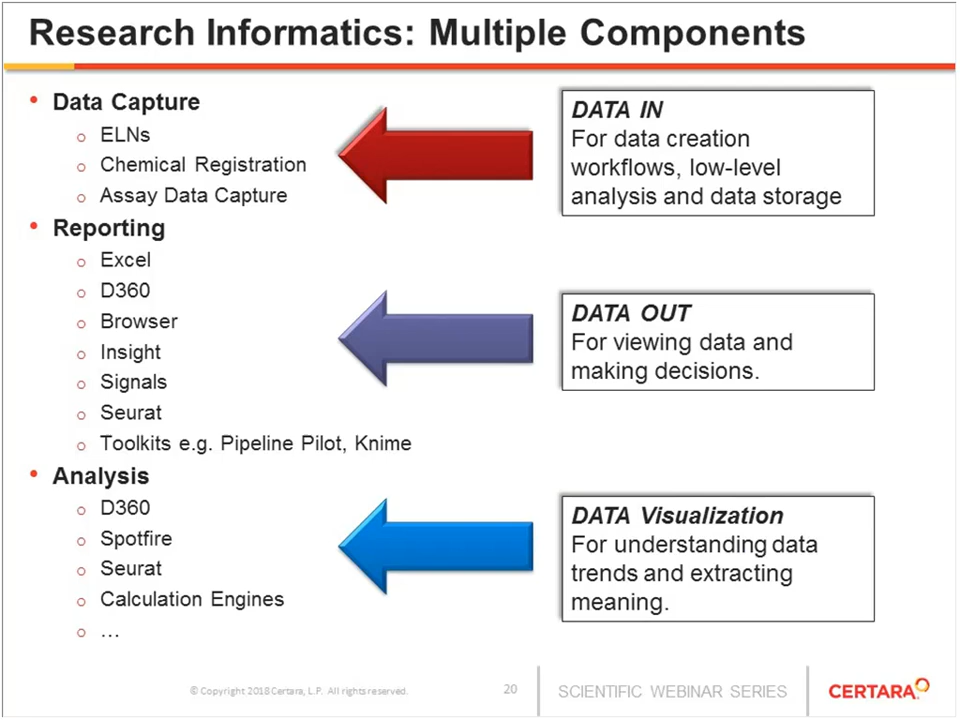 Research Informatics: Multiple Components
• Data Capture
o ELNs
o Chemical Registration
o Assay Data Capture
• Reporting
o Excel
o D360
o Browser
o Insight
o Signals
o Seurat
o Toolkits e.g. Pipeline Pilot, Knime
• Analysis
o D360
o Spotfire
o Seurat
o Calculation Engines
o …
DATA IN
For data creation
workflows, low-level
analysis and data storage
DATA OUT
For viewing data and
making decisions.
DATA Visualization
For understanding data
trends and extracting
meaning.
© Copyright 2018 Certara, L.P. All rights reserved.
20
SCIENTIFIC WEBINAR SERIES
CERTARA